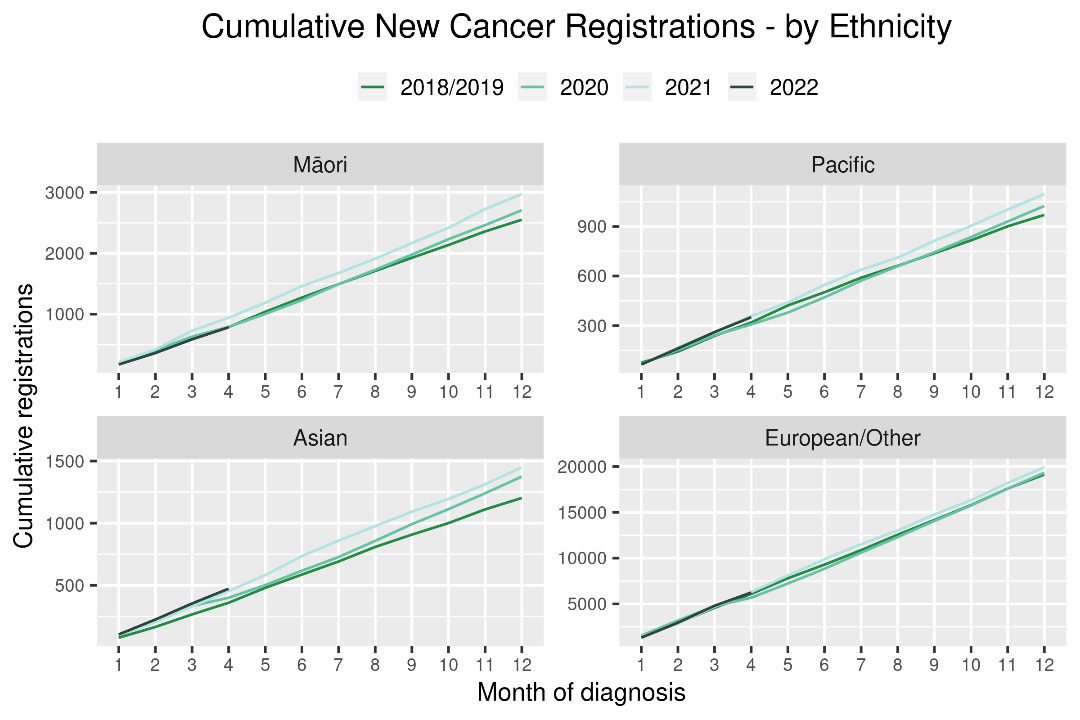 Cumulative New Cancer Registrations - by Ethnicity
2018/2019 2020 2021 2022
Cumulative registrations
Māori
3000
2000
1000
1 2 3 4 5 6 7 8 9 10 11 12
Pacific
900
600
300
1 2 3 4 5 6 7 8 9 10 11 12
Asian
1500
1000
500
1 2 3 4 5 6 7 8 9 10 11 12
European/Other
20000
15000
10000
5000
1 2 3 4 5 6 7 8 9 10 11 12
Month of diagnosis